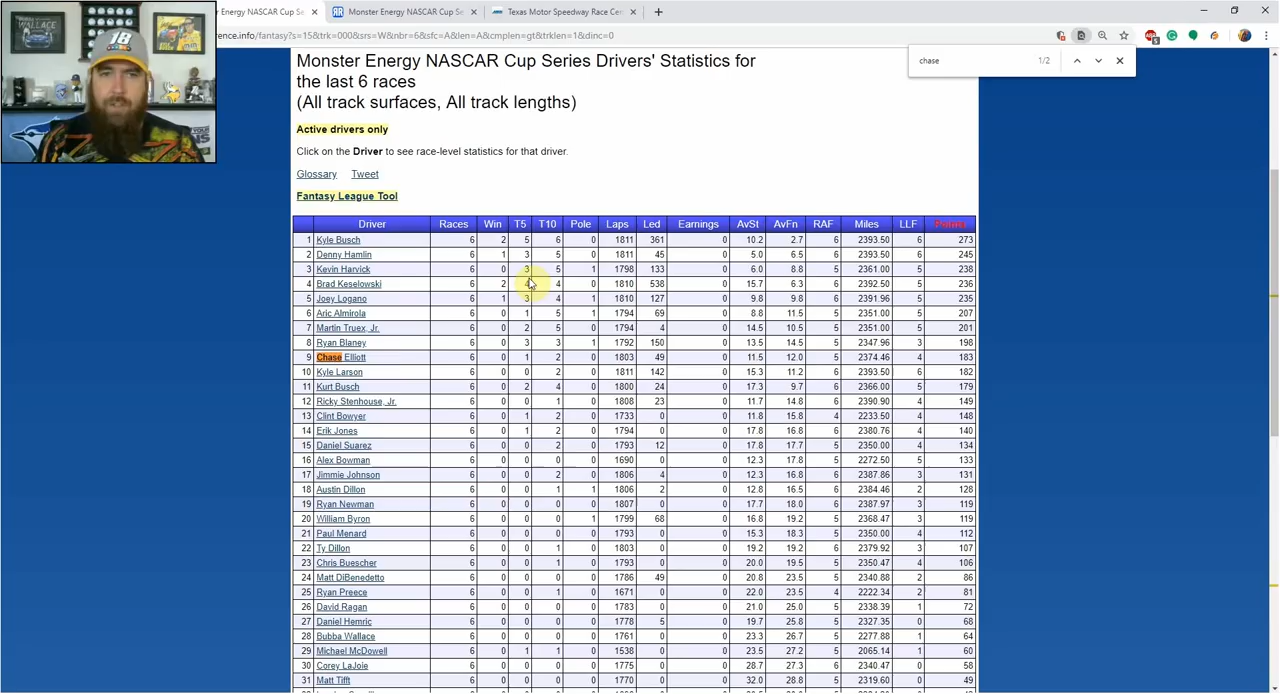 Energy NASCAR Cup Se
Monster Energy NASCAR Cup S
Texas Motor Speedway Race Cen
rence.info/fantasy?s=15&trk=000&srs=W&nbr=6&sfc=A&len=A&cmplen=gt&trklen=1&dinc=0
chase 1/2
WALLACE
18
Monster Energy NASCAR Cup Series Drivers' Statistics for
the last 6 races
(All track surfaces, All track lengths)
Active drivers only
Click on the Driver to see race-level statistics for that driver.
Glossary Tweet
Fantasy League Tool
Driver Races Win T5 T10 Pole Laps Led Earnings AvSt AvFn RAF Miles LLF Points
1 Kyle Busch 6 2 5 6 0 1811 361 0 10.2 2.7 6 2393.50 6 273
2 Denny Hamlin 6 1 3 5 0 1811 45 0 5.0 6.5 6 2393.50 6 245
3 Kevin Harvick 6 0 3 5 1 1798 133 0 6.0 8.8 6 2361.00 5 238
4 Brad Keselowski 6 2 4 4 0 1810 538 0 15.7 6.3 6 2392.50 5 236
5 Joey Logano 6 1 3 4 1 1810 127 0 9.8 9.8 6 2391.96 5 235
6 Aric Almirola 6 0 1 5 1 1794 69 0 8.8 11.5 6 2351.00 5 207
7 Martin Truex, Jr. 6 0 2 5 0 1794 4 0 14.5 10.5 6 2351.00 5 201
8 Ryan Blaney 6 0 3 3 1 1792 150 0 13.5 14.5 5 2347.96 3 198
9 Chase Elliott 6 0 1 2 0 1803 49 0 11.5 12.0 6 2374.46 4 183
10 Kyle Larson 6 0 0 2 0 1811 142 0 15.3 11.2 6 2393.50 6 182
11 Kurt Busch 6 0 2 4 0 1800 24 0 17.3 9.7 6 2366.00 5 179
12 Ricky Stenhouse, Jr. 6 0 0 1 0 1808 23 0 11.7 14.8 6 2390.90 4 149
13 Clint Bowyer 6 0 1 2 0 1733 0 0 11.8 15.8 4 2233.50 4 148
14 Erik Jones 6 0 1 2 0 1794 0 0 17.8 16.8 6 2380.76 4 140
15 Daniel Suarez 6 0 0 2 0 1793 12 0 17.8 17.7 5 2350.00 4 134
16 Alex Bowman 6 0 0 0 0 1690 0 0 12.3 17.8 5 2272.50 5 133
17 Jimmie Johnson 6 0 0 2 0 1806 4 0 12.3 16.8 6 2387.86 3 131
18 Austin Dillon 6 0 0 1 1 1806 2 0 12.8 16.5 6 2384.46 2 128
19 Ryan Newman 6 0 0 0 0 1807 0 0 17.7 18.0 6 2387.97 3 119
20 William Byron 6 0 0 0 1 1799 68 0 16.8 19.2 5 2368.47 3 119
21 Paul Menard 6 0 0 0 0 1793 0 0 15.3 18.3 5 2350.00 4 112
22 Ty Dillon 6 0 0 1 0 1803 0 0 19.2 19.2 6 2379.92 3 107
23 Chris Buescher 6 0 0 1 0 1793 0 0 20.0 19.5 5 2350.47 4 106
24 Matt DiBenedetto 6 0 0 0 0 1786 49 0 20.8 23.5 5 2340.88 2 86
25 Ryan Preece 6 0 0 1 0 1671 0 0 22.0 23.5 4 2222.34 2 81
26 David Ragan 6 0 0 0 0 1783 0 0 21.0 25.0 5 2338.39 1 72
27 Daniel Hemric 6 0 0 0 0 1778 5 0 19.7 25.8 5 2327.35 0 68
28 Bubba Wallace 6 0 0 0 0 1761 0 0 23.3 26.7 5 2277.88 1 64
29 Michael McDowell 6 0 1 1 0 1538 0 0 23.5 27.2 5 2065.14 1 60
30 Corey LaJoie 6 0 0 0 0 1775 0 0 28.7 27.3 6 2340.47 0 58
31 Matt Tifft 6 0 0 0 0 1770 0 0 32.0 28.8 5 2319.60 0 49